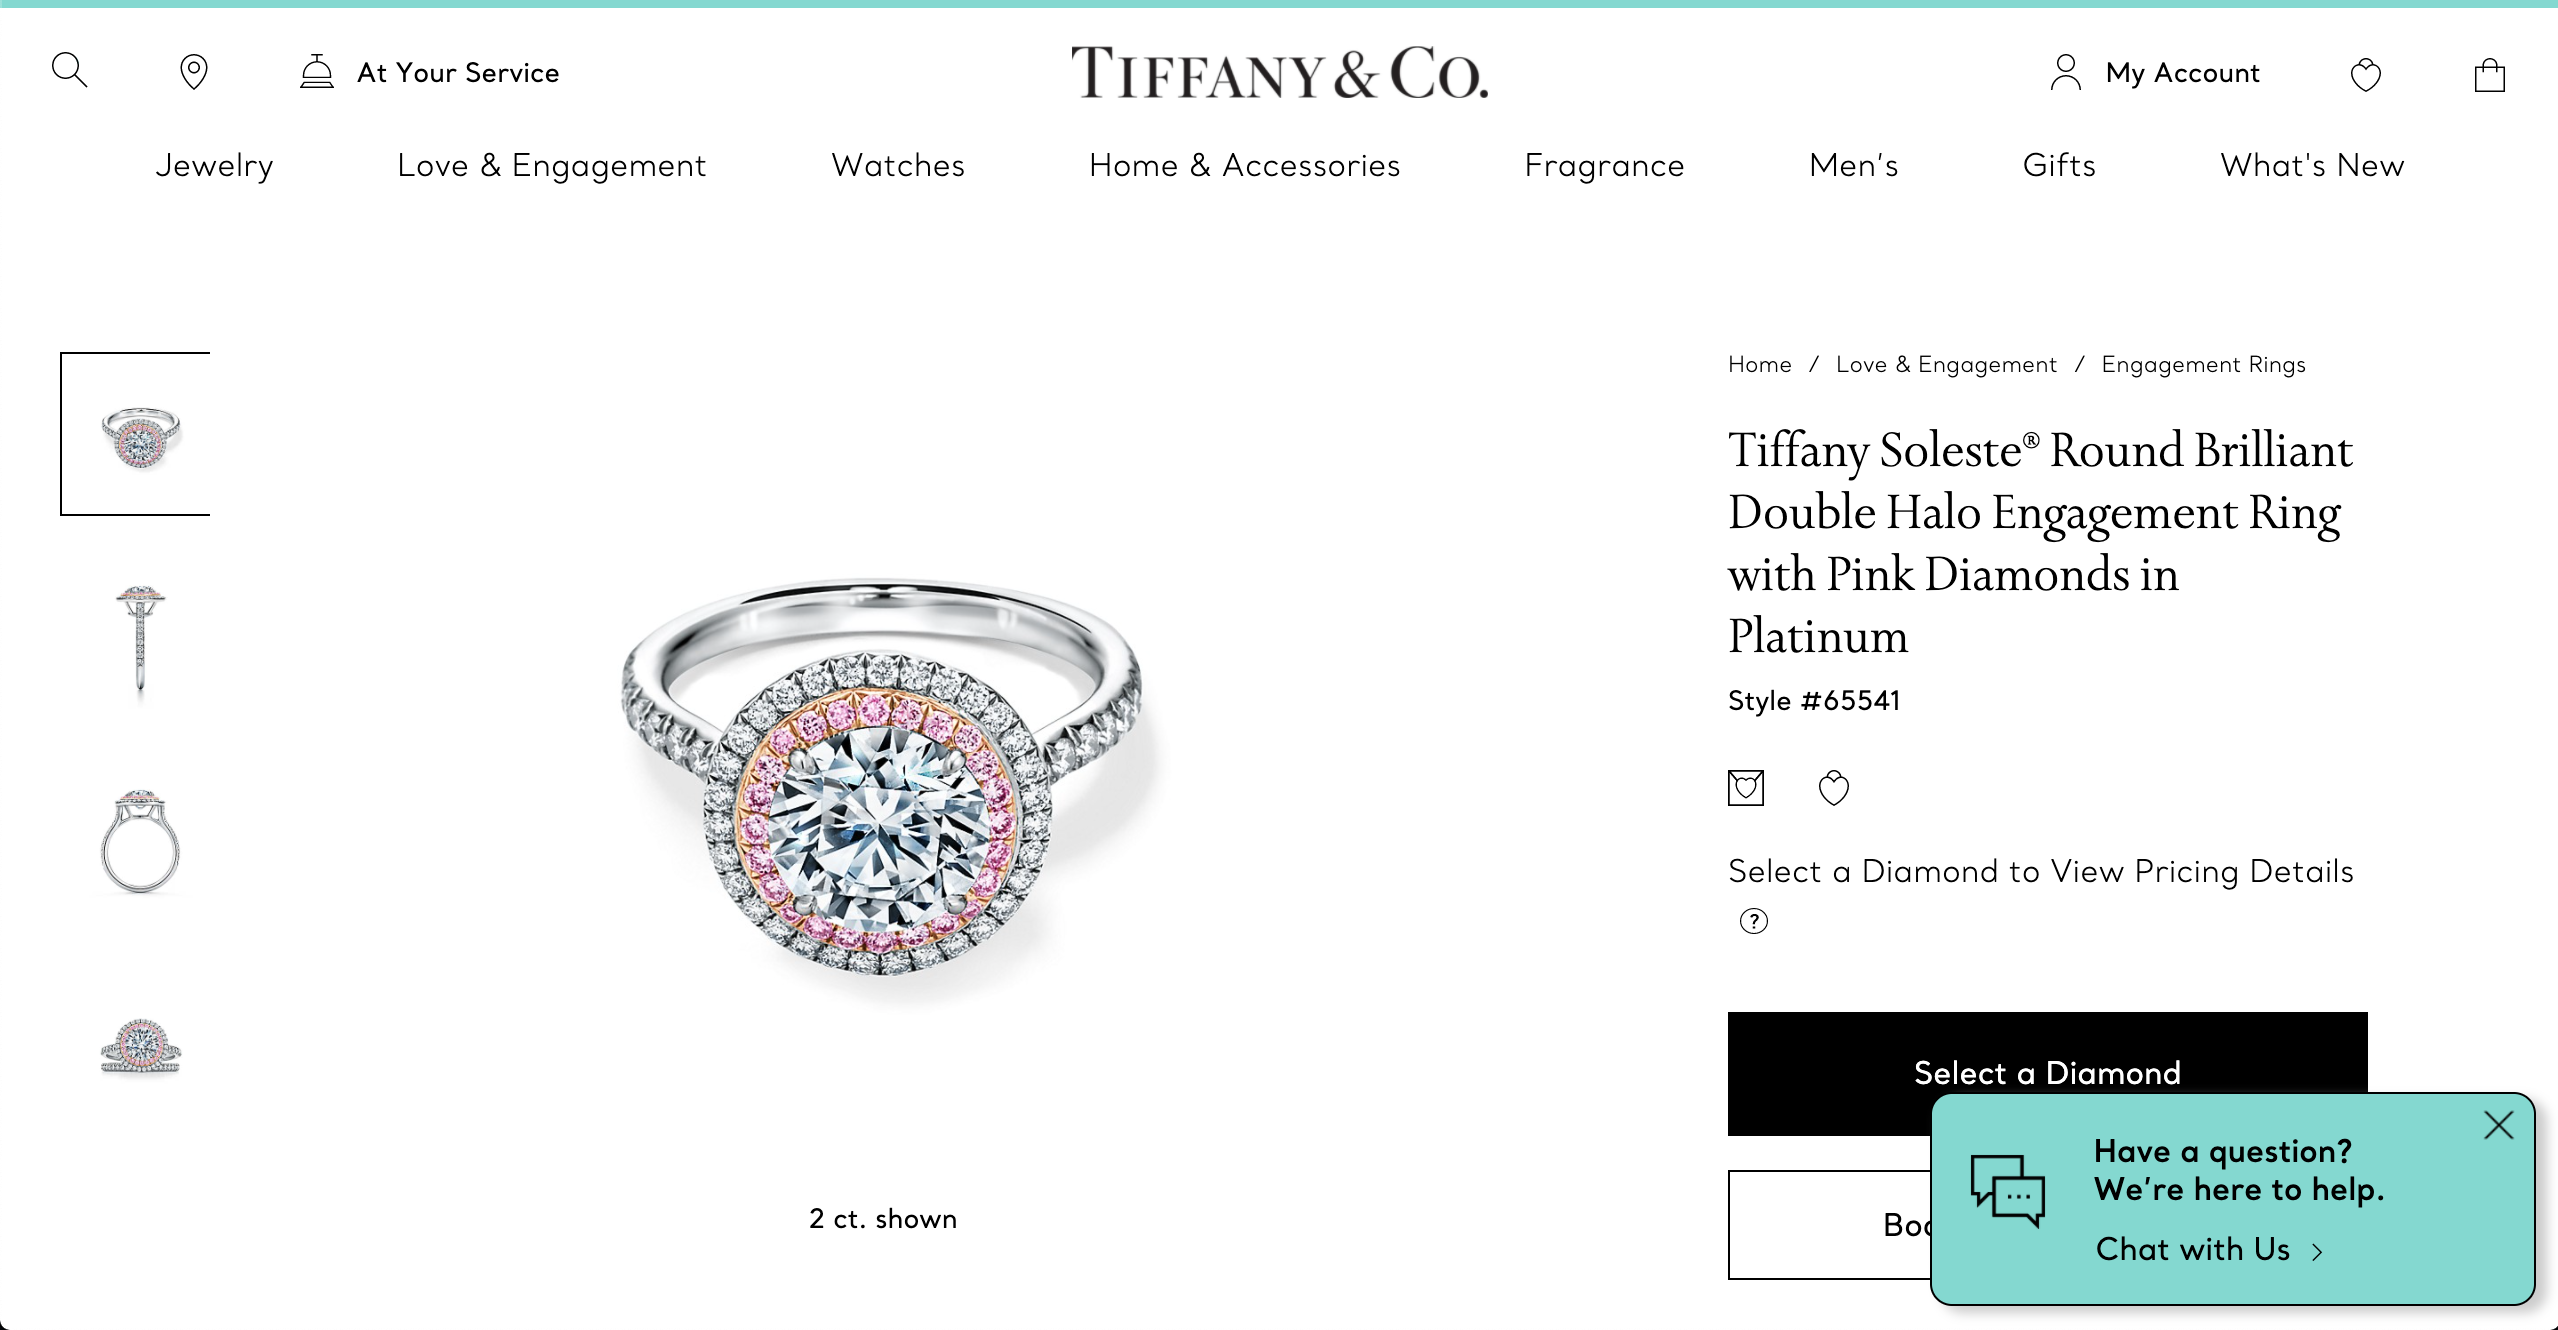 At Your Service
TIFFANY & CO.
My Account
Jewelry
Love & Engagement
Watches
Home & Accessories
Fragrance
Men's
Gifts
What's New
Home / Love & Engagement / Engagement Rings
Tiffany Soleste® Round Brilliant
Double Halo Engagement Ring
with Pink Diamonds in
Platinum
Style #65541
Select a Diamond to View Pricing Details
?
Select a Diamond
2 ct. shown
Have a question?
We're here to help.
Chat with Us >